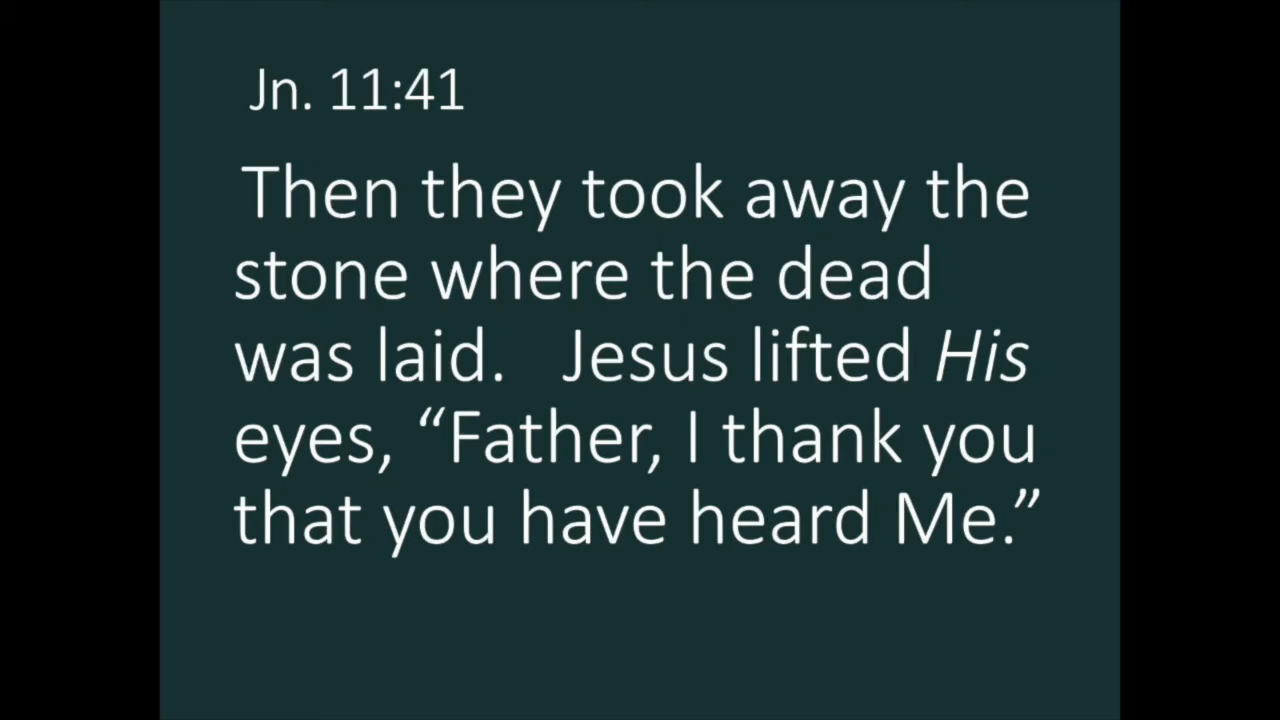 Jn. 11:41
Then they took away the
stone where the dead
was laid. Jesus lifted His
eyes, “Father, I thank you
that you have heard Me.”